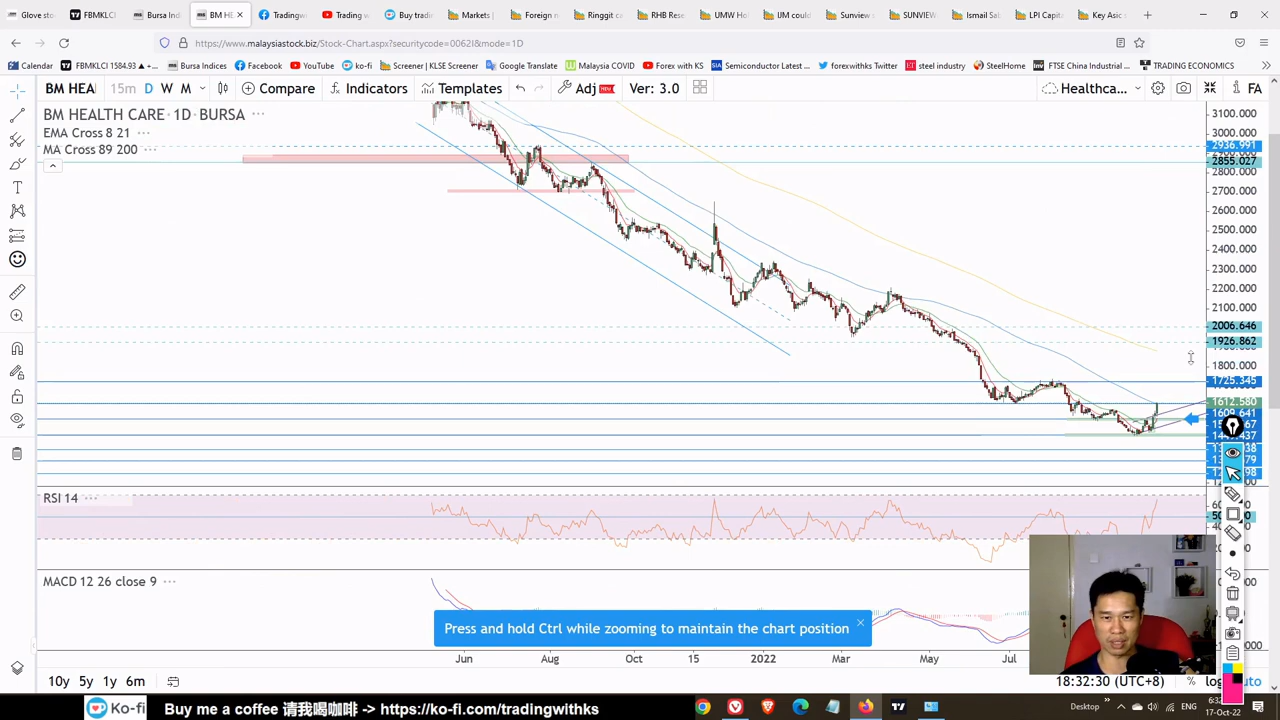 Glove sto
FBMKLCI
Bursa Indi
BM HE
Tradingw
Trading w
Buy tradi
Markets |
Foreign n
Ringgit c
RHB Rese
UMW Ho
UM could
Sunview s
SUNVIEW
Ismail Sa
LPI Capit
Key Asic
https://www.malaysiastock.biz/Stock-Chart.aspx?securitycode=0062I&mode=1D
Calendar
FBMKLCI 1584.93 ▲ +...
Bursa Indices
Facebook
YouTube
ko-fi
Screener | KLSE Screener
Google Translate
Malaysia COVID
Forex with KS
Semiconductor Latest ...
twitter forexwithks
steel industry
SteelHome
FTSE China Industrial ...
TRADING ECONOMICS
BM HEA
15m
D
W
M
Compare
Indicators
Templates
Adj
NEW
Ver: 3.0
Healthca...
FA
BM HEALTH CARE · 1D · BURSA
EMA Cross 8 21
MA Cross 89 200
3100.000
3000.000
2936.991
2855.027
2800.000
2700.000
2600.000
2500.000
2400.000
2300.000
2200.000
2100.000
2006.646
1926.862
1800.000
1725.345
1612.580
1609.641
RSI 14
MACD 12 26 close 9
Press and hold Ctrl while zooming to maintain the chart position
Jun
Aug
Oct
15
2022
Mar
May
Jul
10y
5y
1y
6m
18:32:30 (UTC+8)
%
Ko-fi
Buy me a coffee 请我喝咖啡 -> https://ko-fi.com/tradingwithks
Desktop
17-Oct-22